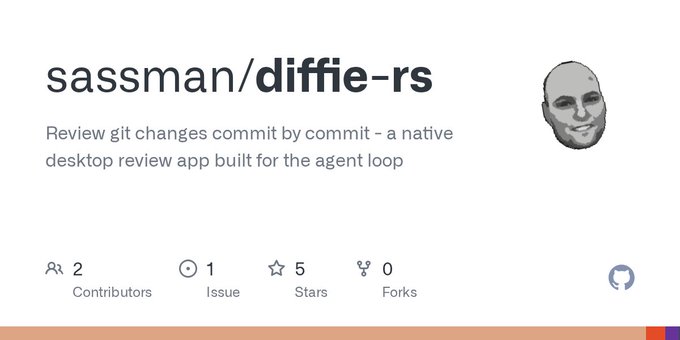 sassman/diffie-rs
Review git changes commit by commit - a native
desktop review app built for the agent loop
2
Contributors
1
Issue
5
Stars
0
Forks